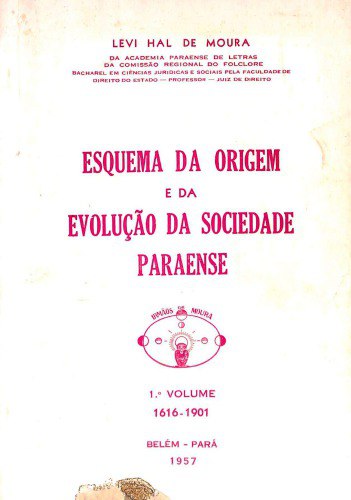 LEVI HAL DE MOURA
DA ACADEMIA PARAENSE DE LETRAS
DA COMISSÃO REGIONAL DO FOLCLORE
BACHAREL EM CIÊNCIAS JURIDICAS E SOCIAIS PELA FACULDADE DE
DIREITO DO ESTADO — PROFESSOR — JUIZ DE DIREITO
ESQUEMA DA ORIGEM
E DA
EVOLUÇÃO DA SOCIEDADE
PARAENSE
IRMÃOS DE MOURA
1.º VOLUME
1616-1901
BELÉM - PARÁ
1957